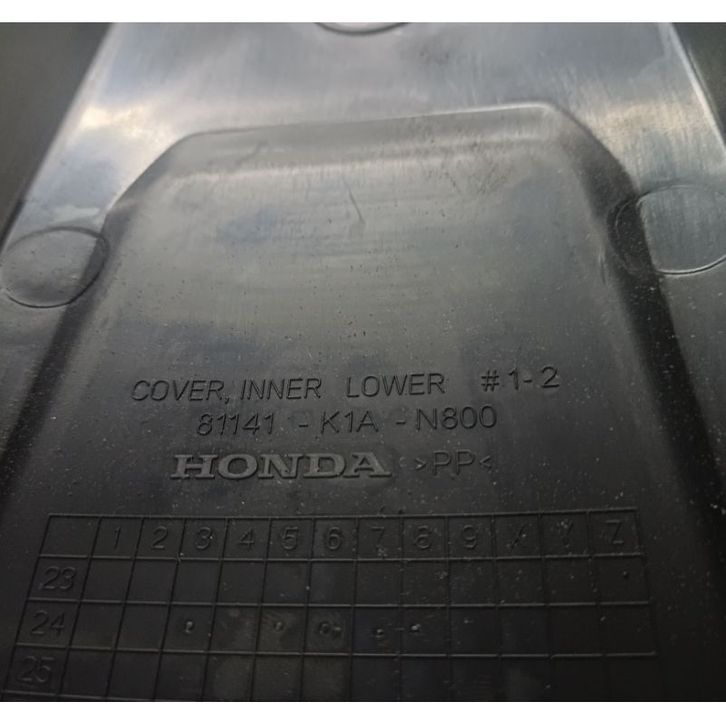 COVER, INNER LOWER #1-2
81141 - K1A - N800
HONDA >PP<
1 2 3 4 5 6 7 8 9 X Y Z
23
24
25